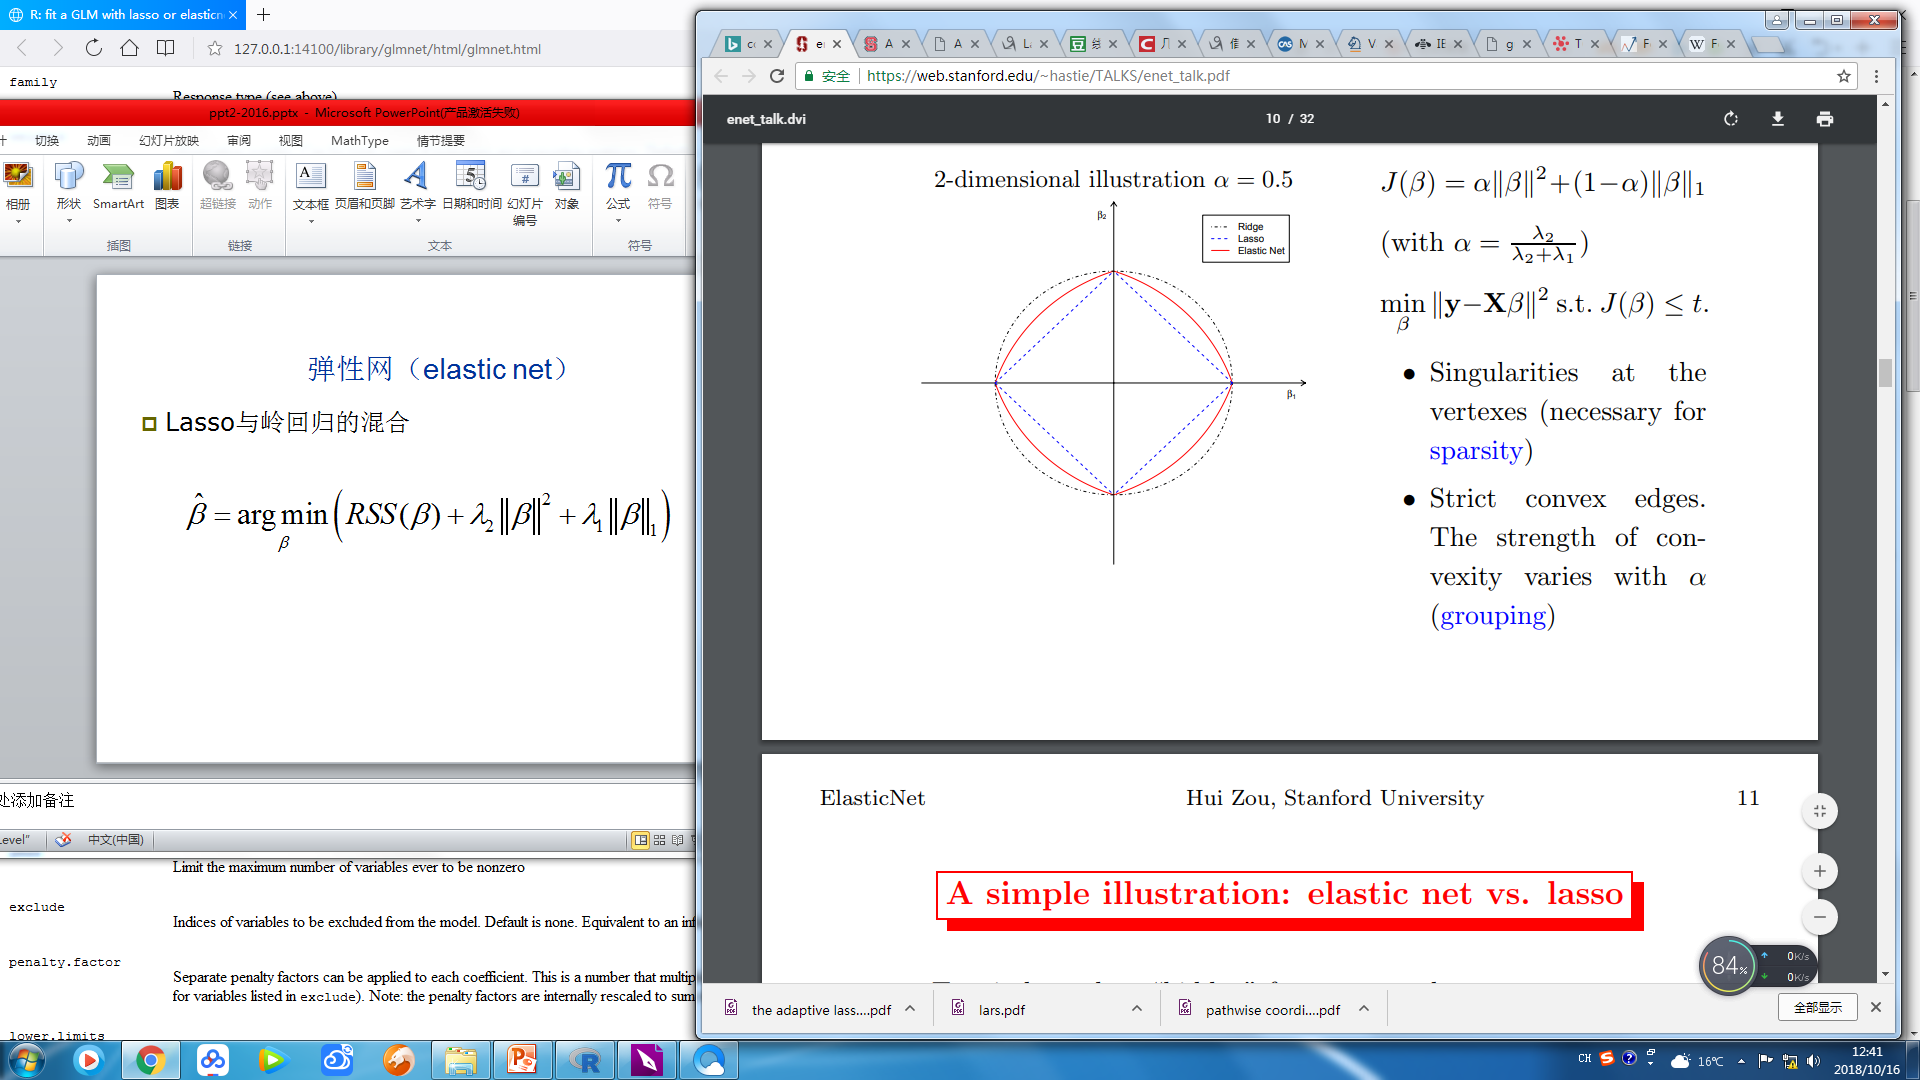 R: fit a GLM with lasso or elasticn
127.0.0.1:14100/library/glmnet/html/glmnet.html
family
Response type (see above)
ppt2-2016.pptx - Microsoft PowerPoint(产品激活失败)
切换 动画 幻灯片放映 审阅 视图 MathType 情节提要
相册 形状 SmartArt 图表 超链接 动作 文本框 页眉和页脚 艺术字 日期和时间 幻灯片编号 对象 公式 符号
插图 链接 文本 符号
弹性网（elastic net）
Lasso与岭回归的混合
β̂ = arg min_β ( RSS(β) + λ₂‖β‖² + λ₁‖β‖₁ )
处添加备注
Level" 中文(中国)
Limit the maximum number of variables ever to be nonzero
exclude
Indices of variables to be excluded from the model. Default is none. Equivalent to an inf
penalty.factor
Separate penalty factors can be applied to each coefficient. This is a number that multip
for variables listed in exclude). Note: the penalty factors are internally rescaled to sum
lower.limits
安全 https://web.stanford.edu/~hastie/TALKS/enet_talk.pdf
enet_talk.dvi 10 / 32
2-dimensional illustration α = 0.5
β₂
Ridge
Lasso
Elastic Net
β₁
J(β) = α‖β‖²+(1−α)‖β‖₁
(with α = λ₂/(λ₂+λ₁))
min_β ‖y−Xβ‖² s.t. J(β) ≤ t.
• Singularities at the
vertexes (necessary for
sparsity)
• Strict convex edges.
The strength of con-
vexity varies with α
(grouping)
ElasticNet Hui Zou, Stanford University 11
A simple illustration: elastic net vs. lasso
84%
0K/s
0K/s
the adaptive lass....pdf lars.pdf pathwise coordi....pdf 全部显示
CH 16℃
12:41
2018/10/16